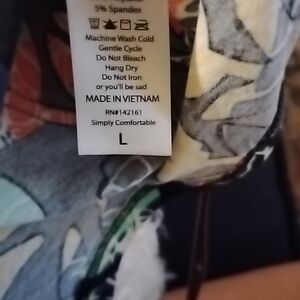 5% Spandex
Machine Wash Cold
Gentle Cycle
Do Not Bleach
Hang Dry
Do Not Iron
or you'll be sad
MADE IN VIETNAM
RN#142161
Simply Comfortable
L